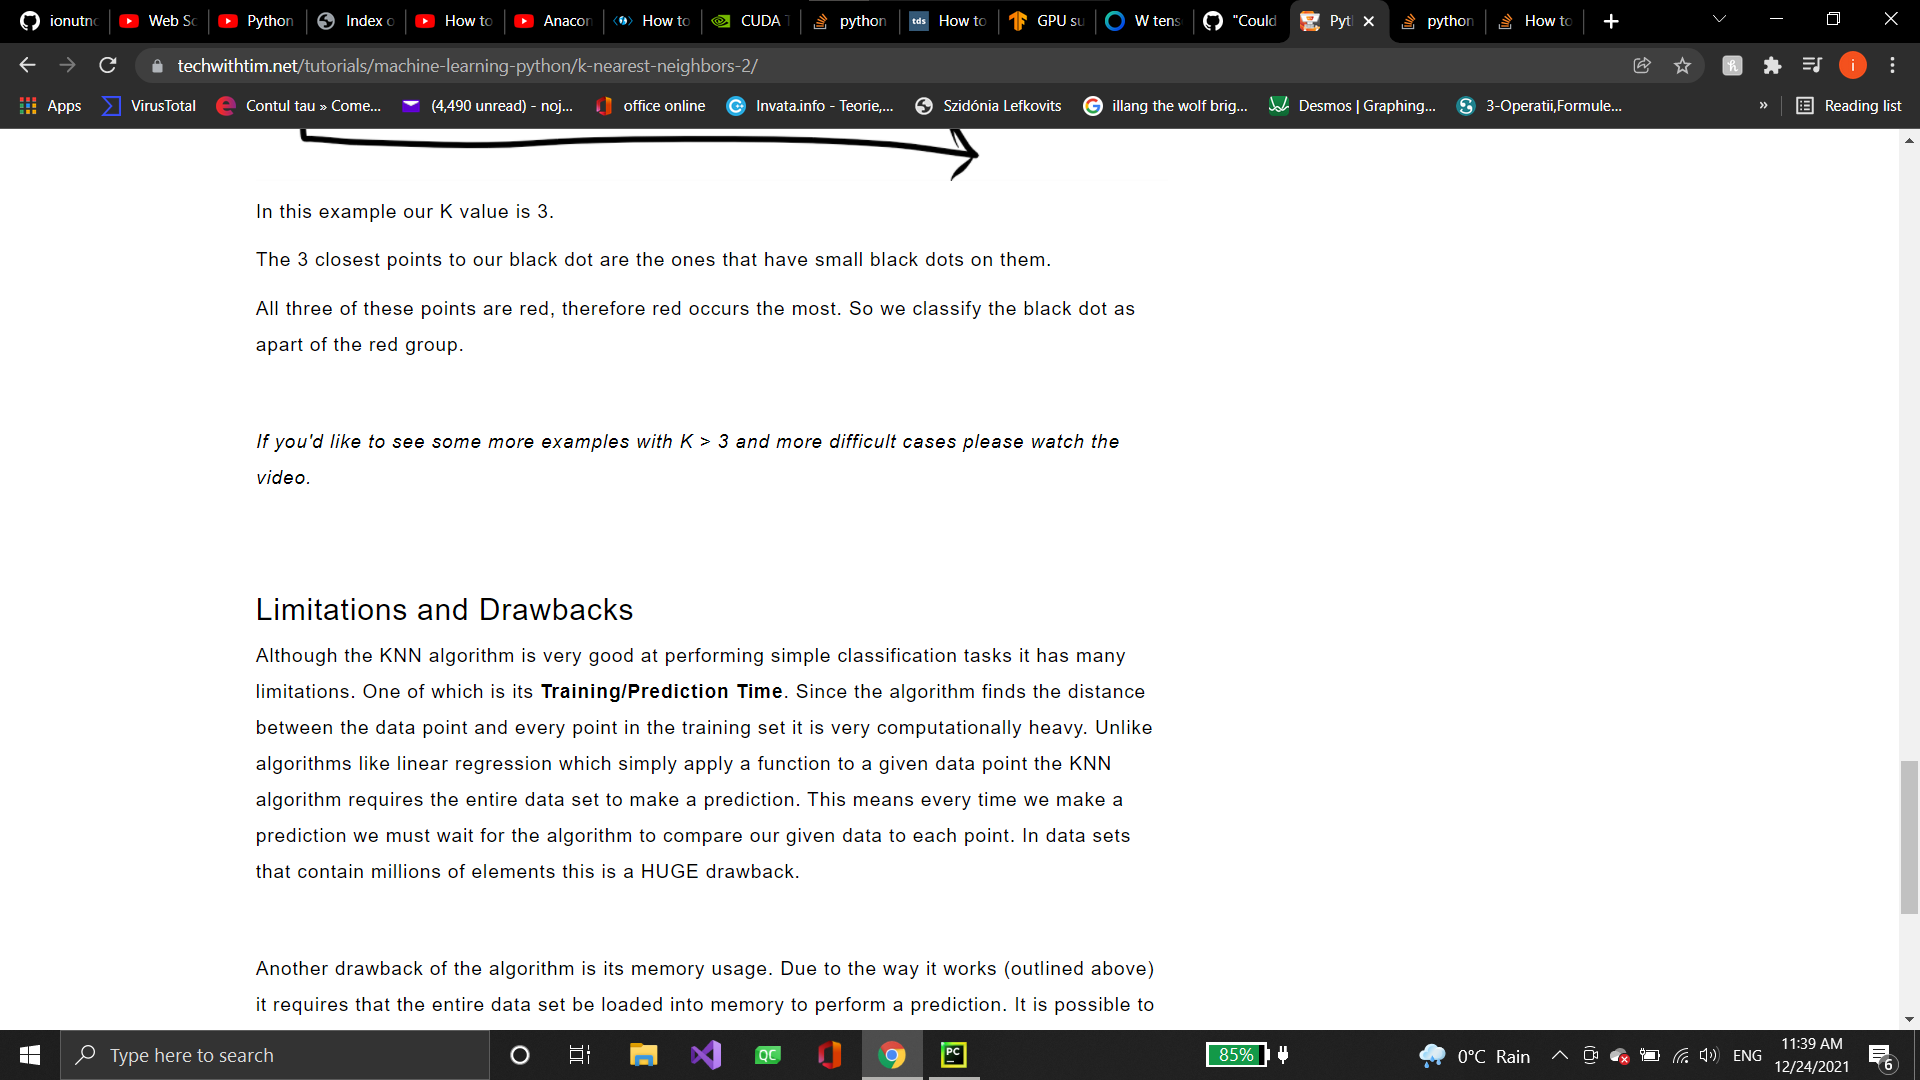 ionutnc Web Sc Python Index o How to Anacon How to CUDA T python How to GPU su W tens "Could Pyt python How to
techwithtim.net/tutorials/machine-learning-python/k-nearest-neighbors-2/
Apps VirusTotal Contul tau » Come... (4,490 unread) - noj... office online Invata.info - Teorie,... Szidónia Lefkovits illang the wolf brig... Desmos | Graphing... 3-Operatii,Formule... » Reading list
In this example our K value is 3.
The 3 closest points to our black dot are the ones that have small black dots on them.
All three of these points are red, therefore red occurs the most. So we classify the black dot as
apart of the red group.
If you'd like to see some more examples with K > 3 and more difficult cases please watch the
video.
Limitations and Drawbacks
Although the KNN algorithm is very good at performing simple classification tasks it has many
limitations. One of which is its Training/Prediction Time. Since the algorithm finds the distance
between the data point and every point in the training set it is very computationally heavy. Unlike
algorithms like linear regression which simply apply a function to a given data point the KNN
algorithm requires the entire data set to make a prediction. This means every time we make a
prediction we must wait for the algorithm to compare our given data to each point. In data sets
that contain millions of elements this is a HUGE drawback.
Another drawback of the algorithm is its memory usage. Due to the way it works (outlined above)
it requires that the entire data set be loaded into memory to perform a prediction. It is possible to
Type here to search QC PC 85% 0°C Rain ENG 11:39 AM
12/24/2021 6